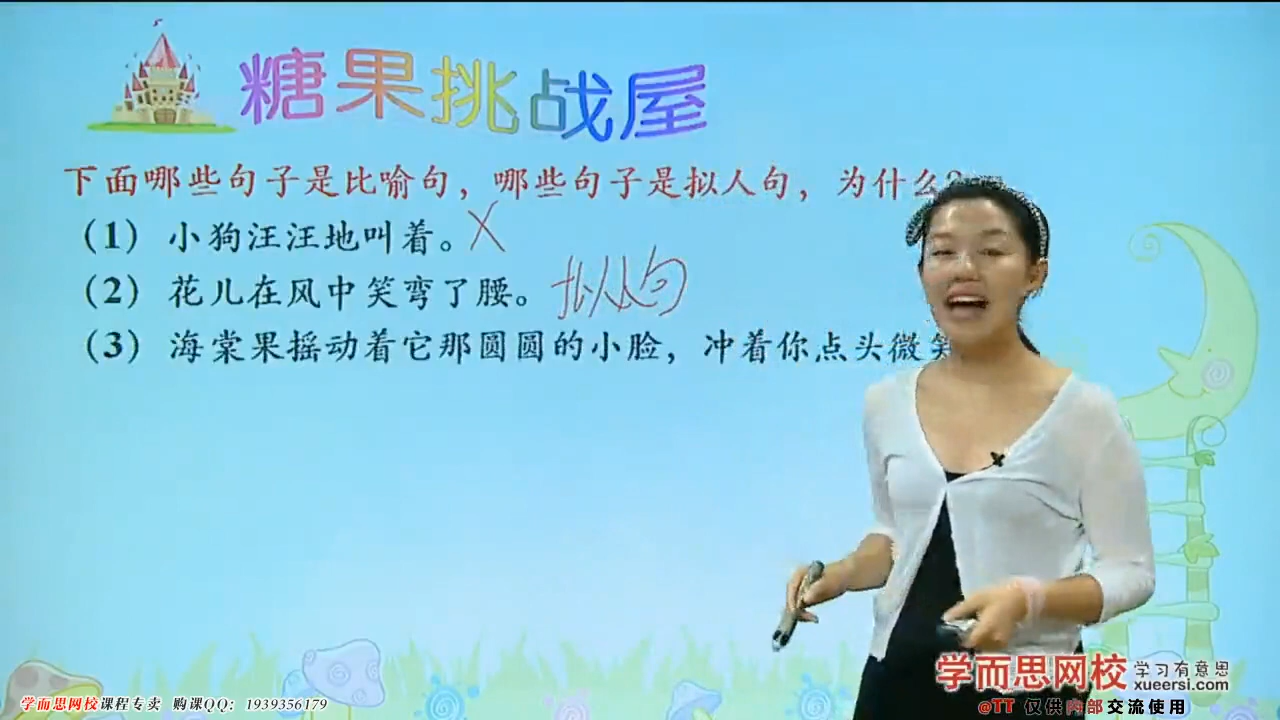 糖果挑战屋
下面哪些句子是比喻句，哪些句子是拟人句，为什么？
（1）小狗汪汪地叫着。X
（2）花儿在风中笑弯了腰。拟人句
（3）海棠果摇动着它那圆圆的小脸，冲着你点头微笑
学而思网校 学习有意思
xueersi.com
学而思网校课程专卖 购课QQ：1939356179
@TT 仅供内部交流使用